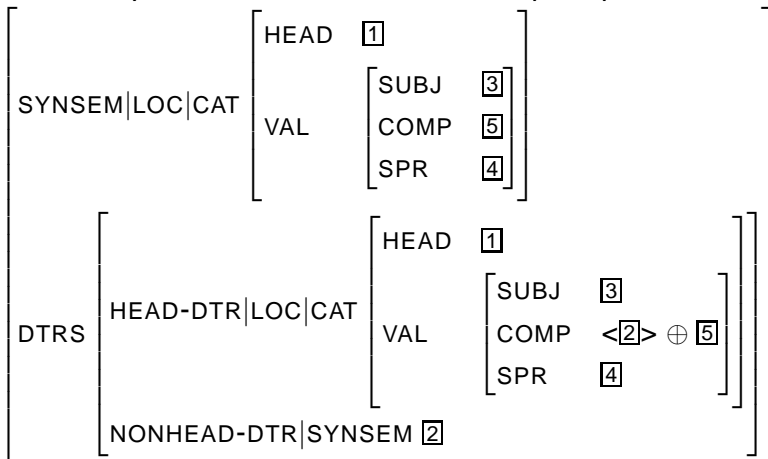 HEAD 1
SUBJ 3
SYNSEM|LOC|CAT
VAL
COMP 5
SPR 4
HEAD 1
HEAD-DTR|LOC|CAT
SUBJ 3
DTRS
VAL
COMP <2> ⊕ 5
SPR 4
NONHEAD-DTR|SYNSEM 2